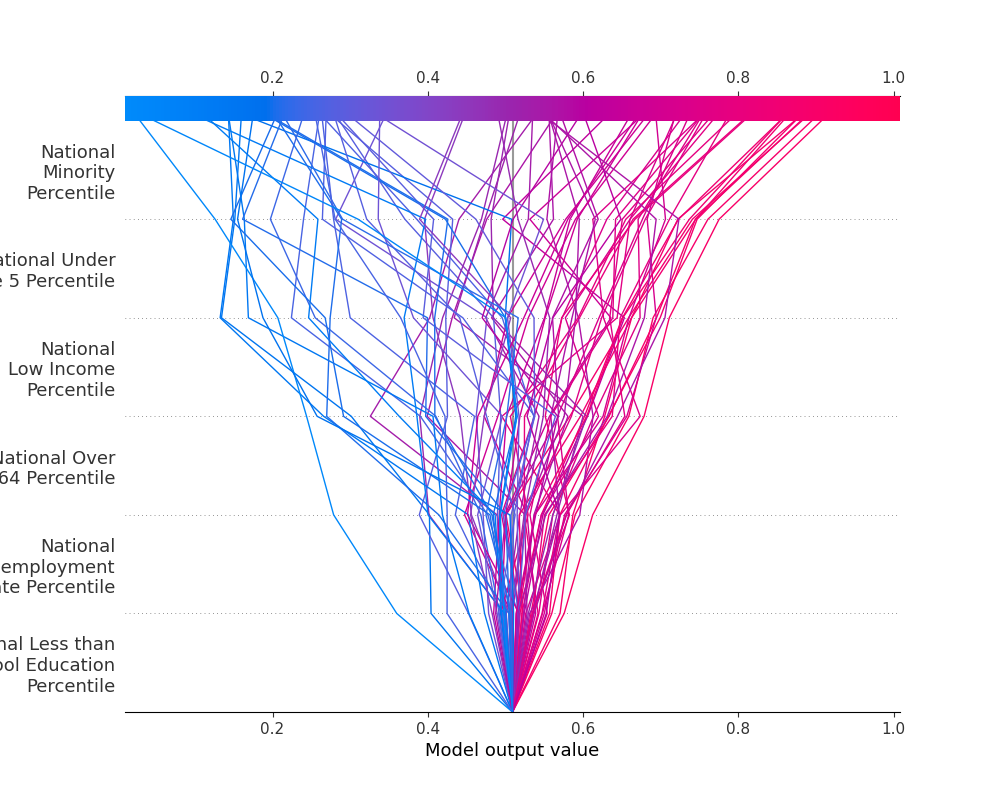 0.2 0.4 0.6 0.8 1.0
National
Minority
Percentile
ational Under
e 5 Percentile
National
Low Income
Percentile
National Over
64 Percentile
National
employment
ate Percentile
nal Less than
ool Education
Percentile
0.2 0.4 0.6 0.8 1.0
Model output value